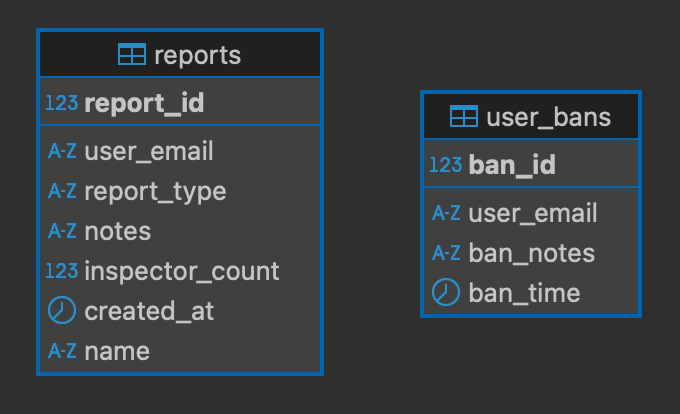 reports
123 report_id
A-Z user_email
A-Z report_type
A-Z notes
123 inspector_count
created_at
A-Z name
user_bans
123 ban_id
A-Z user_email
A-Z ban_notes
ban_time